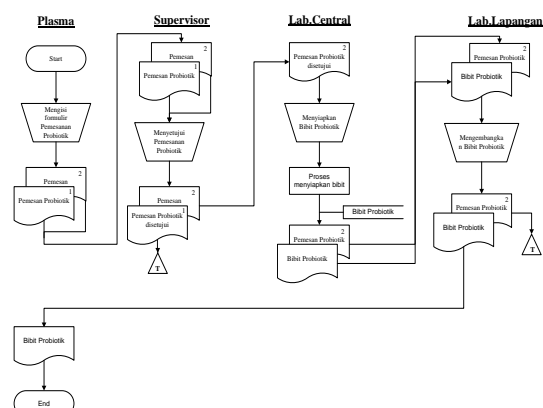 Plasma
Start
Mengisi
formulir
Pemesanan
Probiotik
2
Pemesan
1
Pemesan Probiotik
Bibit Probiotik
End
Supervisor
2
Pemesan
1
Pemesan Probiotik
Menyetujui
Pemesanan
Probiotik
2
Pemesan
1
Pemesan Probiotik
disetujui
T
Lab.Central
2
Pemesan Probiotik
disetujui
Menyiapkan
Bibit Probiotik
Proses
menyiapkan bibit
Bibit Probiotik
2
Pemesan Probiotik
Bibit Probiotik
Lab.Lapangan
2
Pemesan Probiotik
Bibit Probiotik
Mengembangka
n Bibit Probiotik
2
Pemesan Probiotik
Bibit Probiotik
T